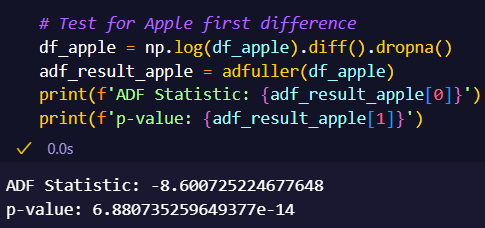 # Test for Apple first difference
df_apple = np.log(df_apple).diff().dropna()
adf_result_apple = adfuller(df_apple)
print(f'ADF Statistic: {adf_result_apple[0]}')
print(f'p-value: {adf_result_apple[1]}')
0.0s
ADF Statistic: -8.600725224677648
p-value: 6.880735259649377e-14